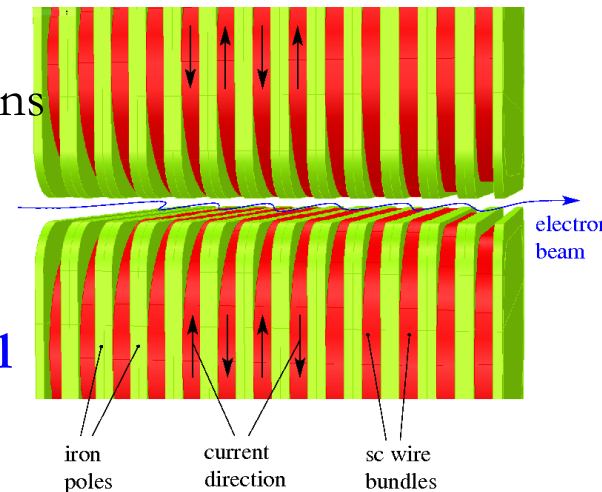 ns
electron
beam
l
iron
poles
current
direction
sc wire
bundles